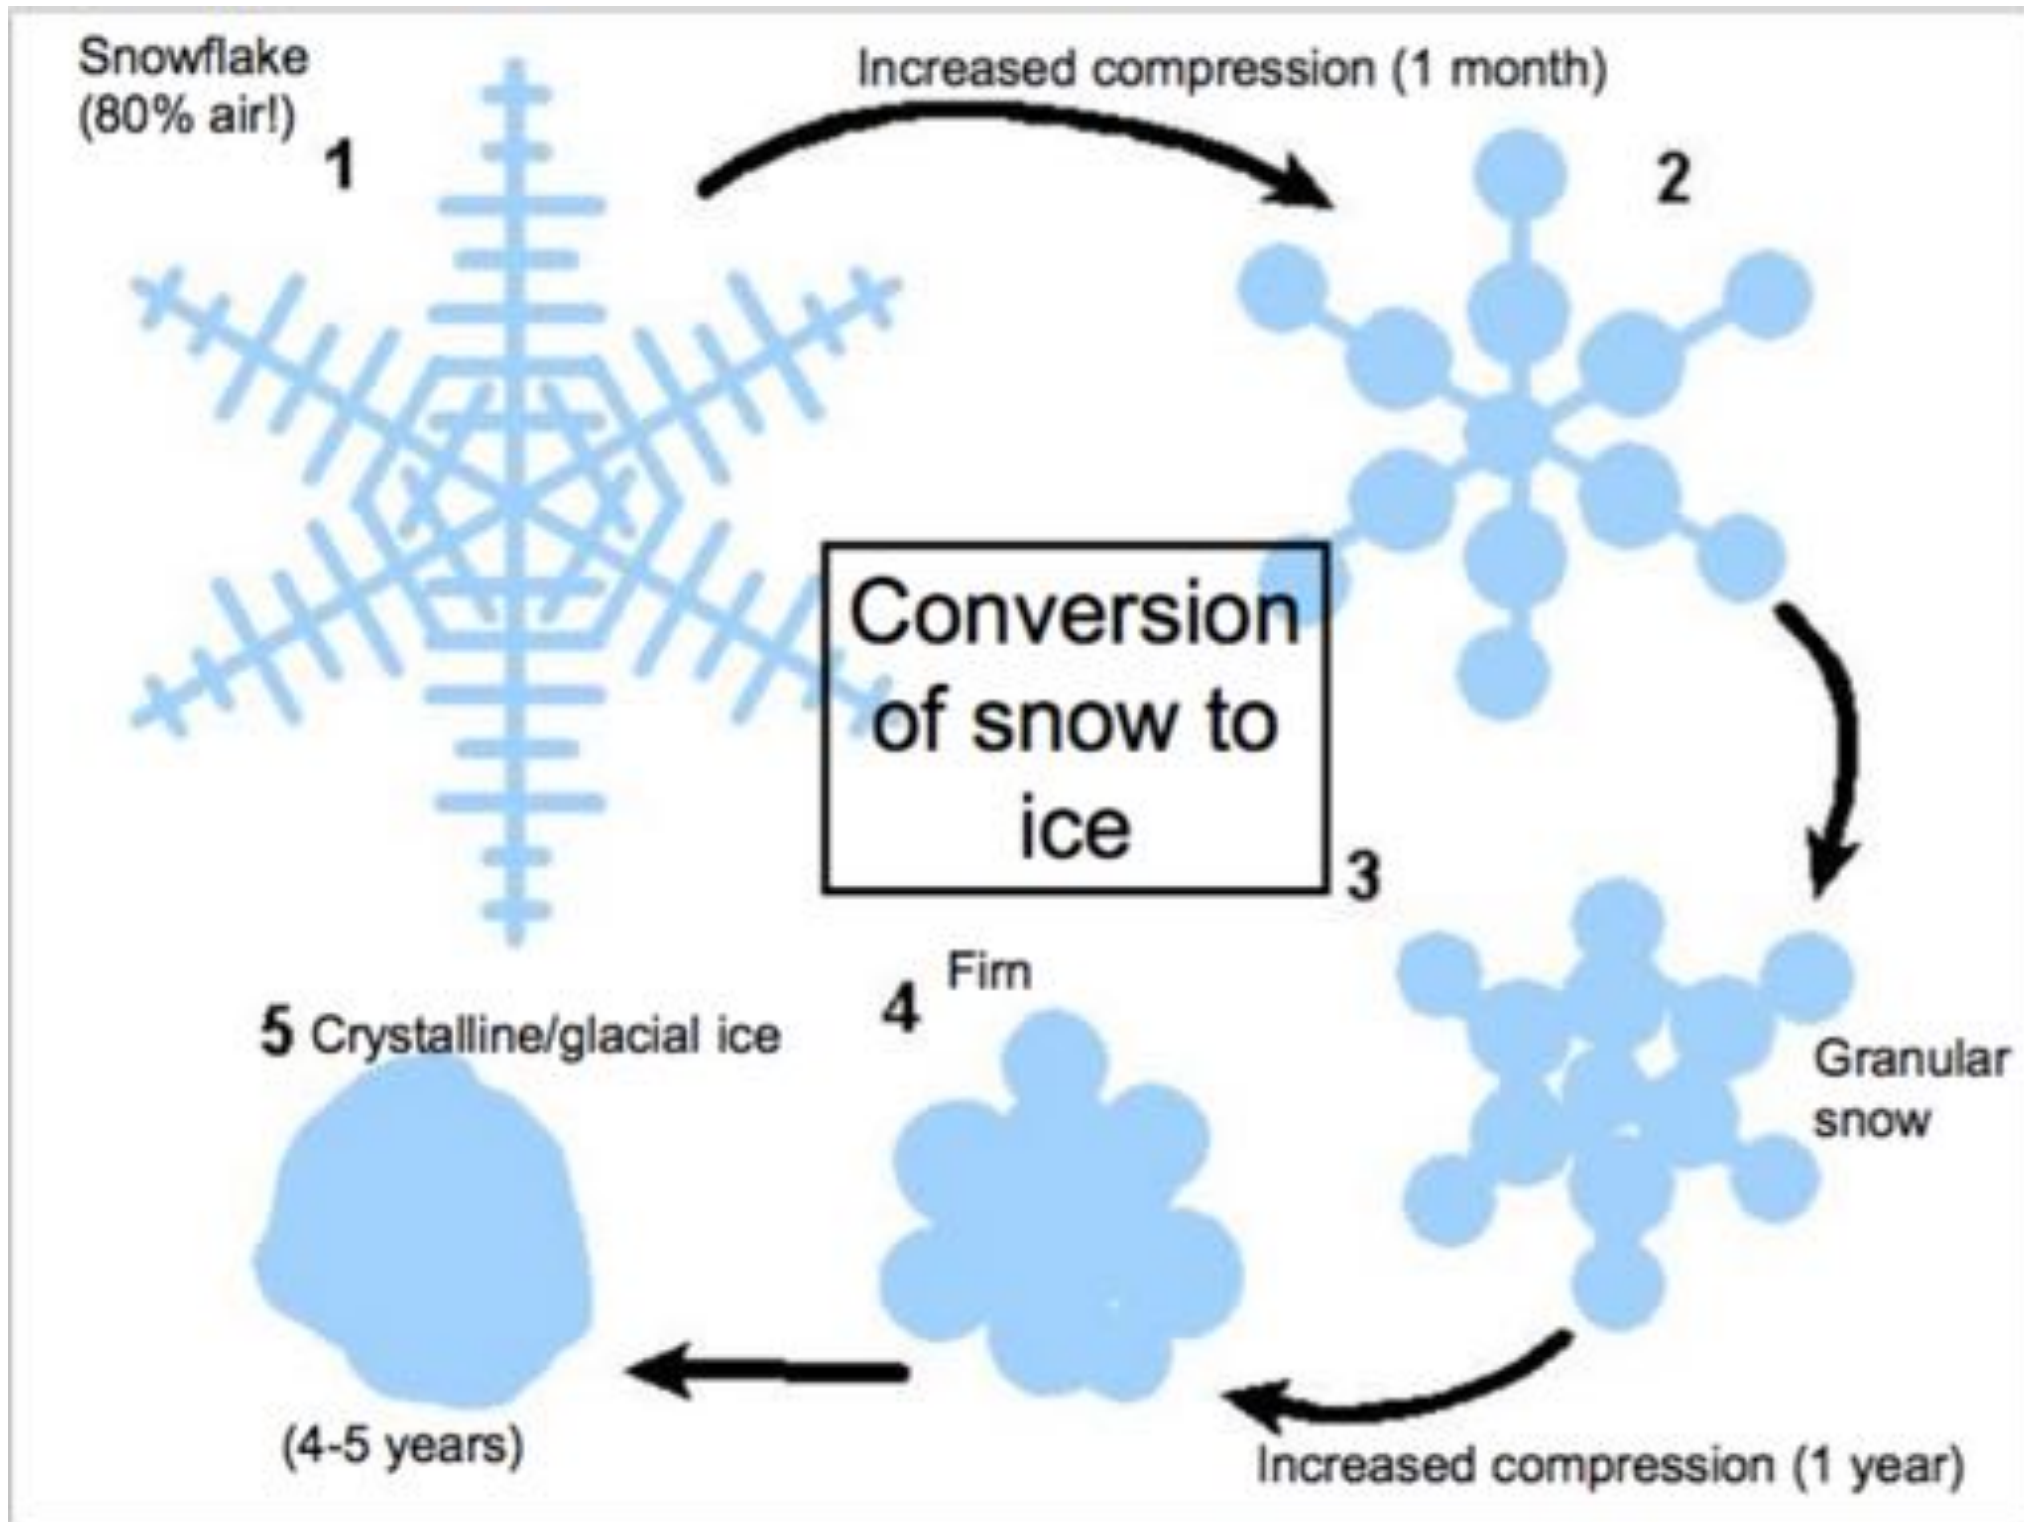 Snowflake
(80% air!)
1
Increased compression (1 month)
2
Conversion
of snow to
ice
3
Granular
snow
4
Firn
5 Crystalline/glacial ice
(4-5 years)
Increased compression (1 year)